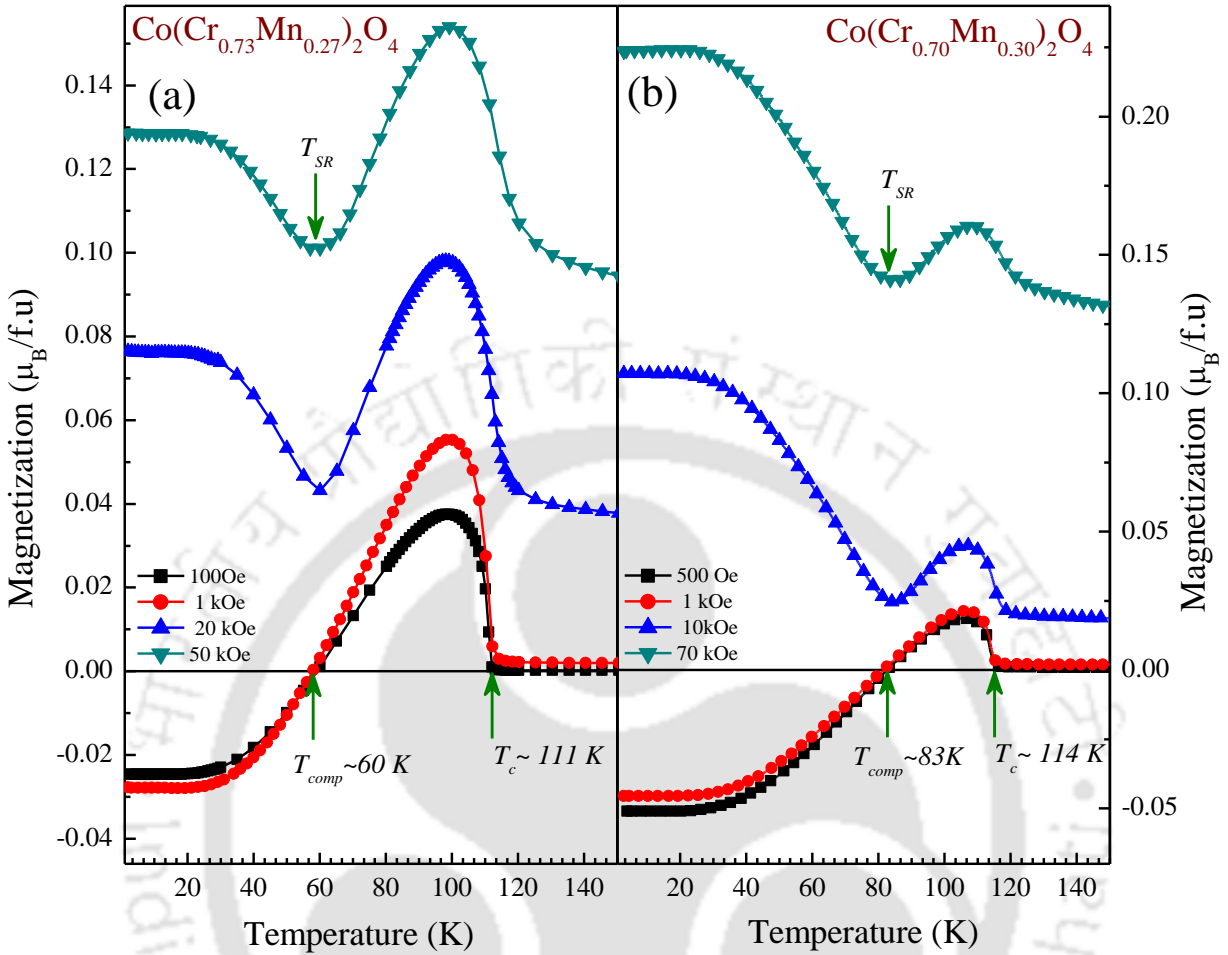 Co(Cr0.73Mn0.27)2O4
(a)
TSR
100Oe
1 kOe
20 kOe
50 kOe
Tcomp~60 K
Tc~ 111 K
0.14
0.12
0.10
0.08
0.06
0.04
0.02
0.00
-0.02
-0.04
Magnetization (μB/f.u)
20 40 60 80 100 120 140
Temperature (K)
Co(Cr0.70Mn0.30)2O4
(b)
TSR
500 Oe
1 kOe
10kOe
70 kOe
Tcomp~83K
Tc~ 114 K
0.20
0.15
0.10
0.05
0.00
-0.05
Magnetization (μB/f.u)
20 40 60 80 100 120 140
Temperature (K)